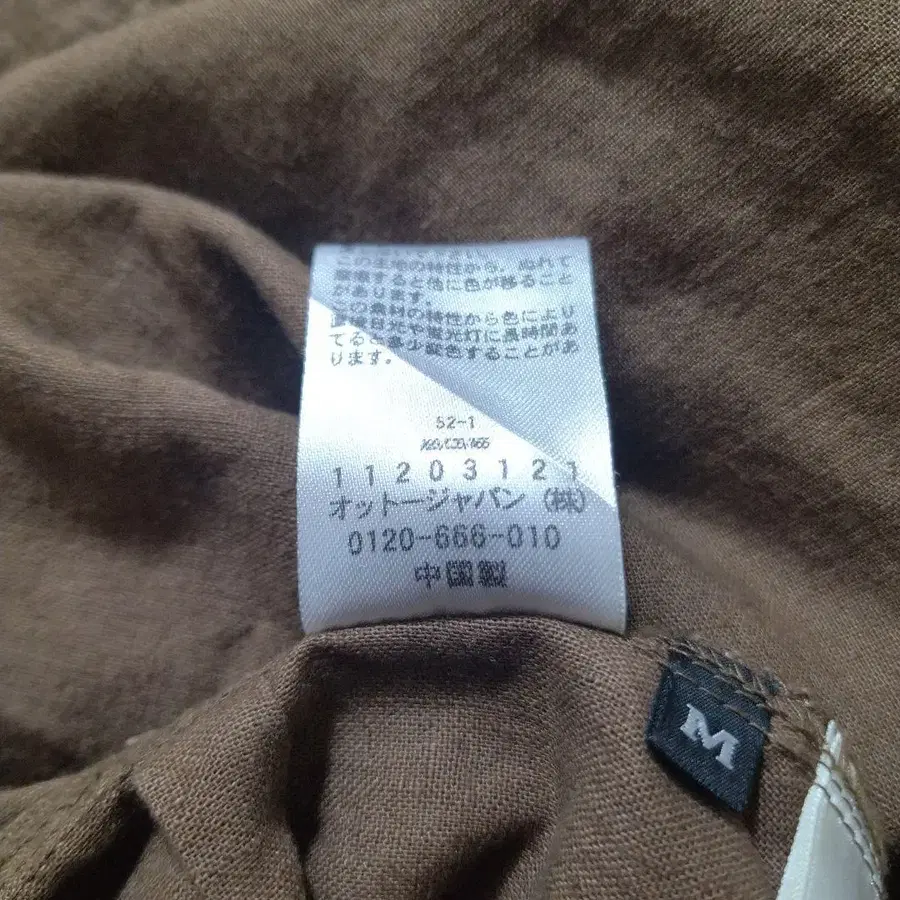 この生地の特性から、ぬれて
摩擦すると他に色が移ること
があります。
この素材の特性から色により
直接日光や蛍光灯に長時間あ
てると多少変色することがあ
ります。
52-1
11203121
オットージャパン (株)
0120-666-010
中国製
M